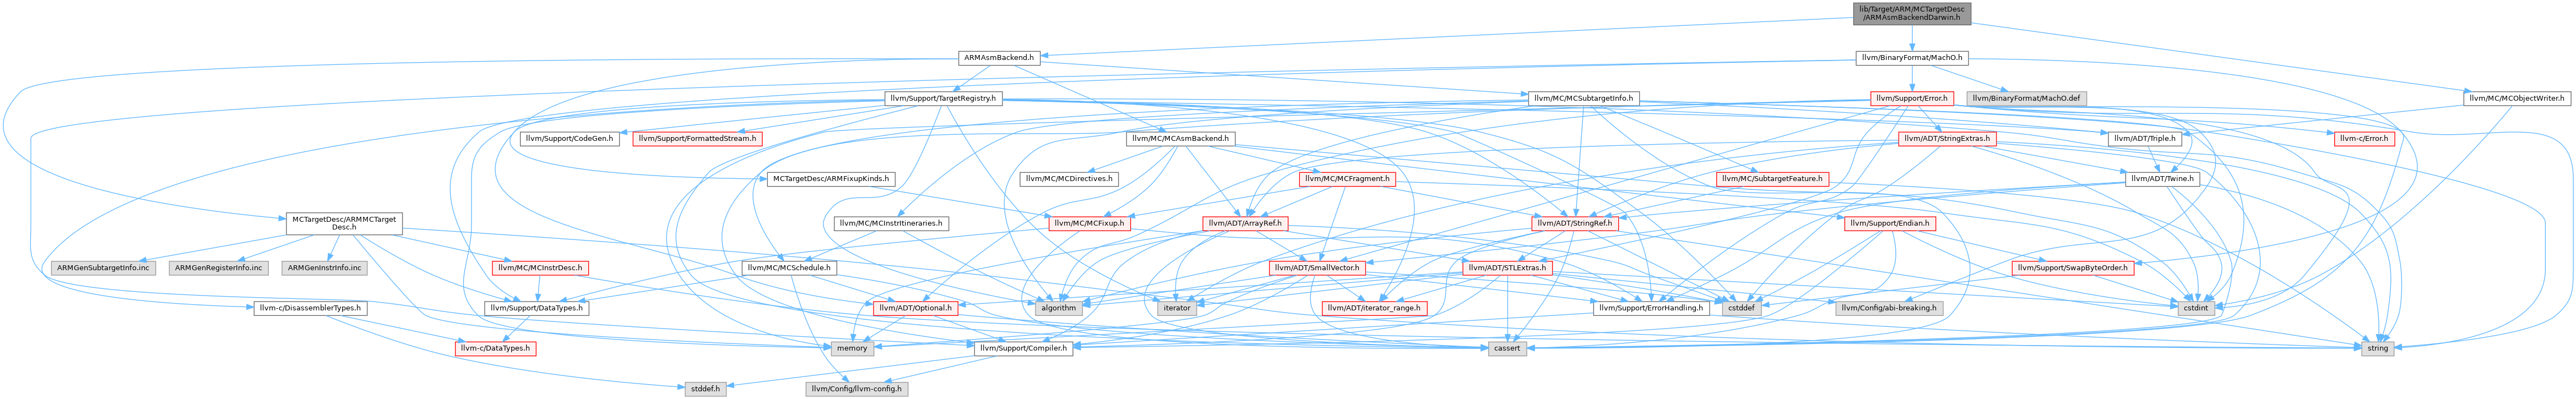 lib/Target/ARM/MCTargetDesc
/ARMAsmBackendDarwin.h
ARMAsmBackend.h
llvm/BinaryFormat/MachO.h
llvm/Support/TargetRegistry.h
llvm/MC/MCSubtargetInfo.h
llvm/Support/Error.h
llvm/BinaryFormat/MachO.def
llvm/MC/MCObjectWriter.h
llvm/Support/CodeGen.h
llvm/Support/FormattedStream.h
llvm/MC/MCAsmBackend.h
llvm/ADT/StringExtras.h
llvm/ADT/Triple.h
llvm-c/Error.h
MCTargetDesc/ARMFixupKinds.h
llvm/MC/MCDirectives.h
llvm/MC/MCFragment.h
llvm/MC/SubtargetFeature.h
llvm/ADT/Twine.h
MCTargetDesc/ARMMCTarget
Desc.h
llvm/MC/MCInstrItineraries.h
llvm/MC/MCFixup.h
llvm/ADT/ArrayRef.h
llvm/ADT/StringRef.h
llvm/Support/Endian.h
ARMGenSubtargetInfo.inc
ARMGenRegisterInfo.inc
ARMGenInstrInfo.inc
llvm/MC/MCInstrDesc.h
llvm/MC/MCSchedule.h
llvm/ADT/SmallVector.h
llvm/ADT/STLExtras.h
llvm/Support/SwapByteOrder.h
llvm-c/DisassemblerTypes.h
llvm/Support/DataTypes.h
llvm/ADT/Optional.h
algorithm
iterator
llvm/ADT/iterator_range.h
llvm/Support/ErrorHandling.h
cstddef
llvm/Config/abi-breaking.h
cstdint
llvm-c/DataTypes.h
memory
llvm/Support/Compiler.h
cassert
string
stddef.h
llvm/Config/llvm-config.h